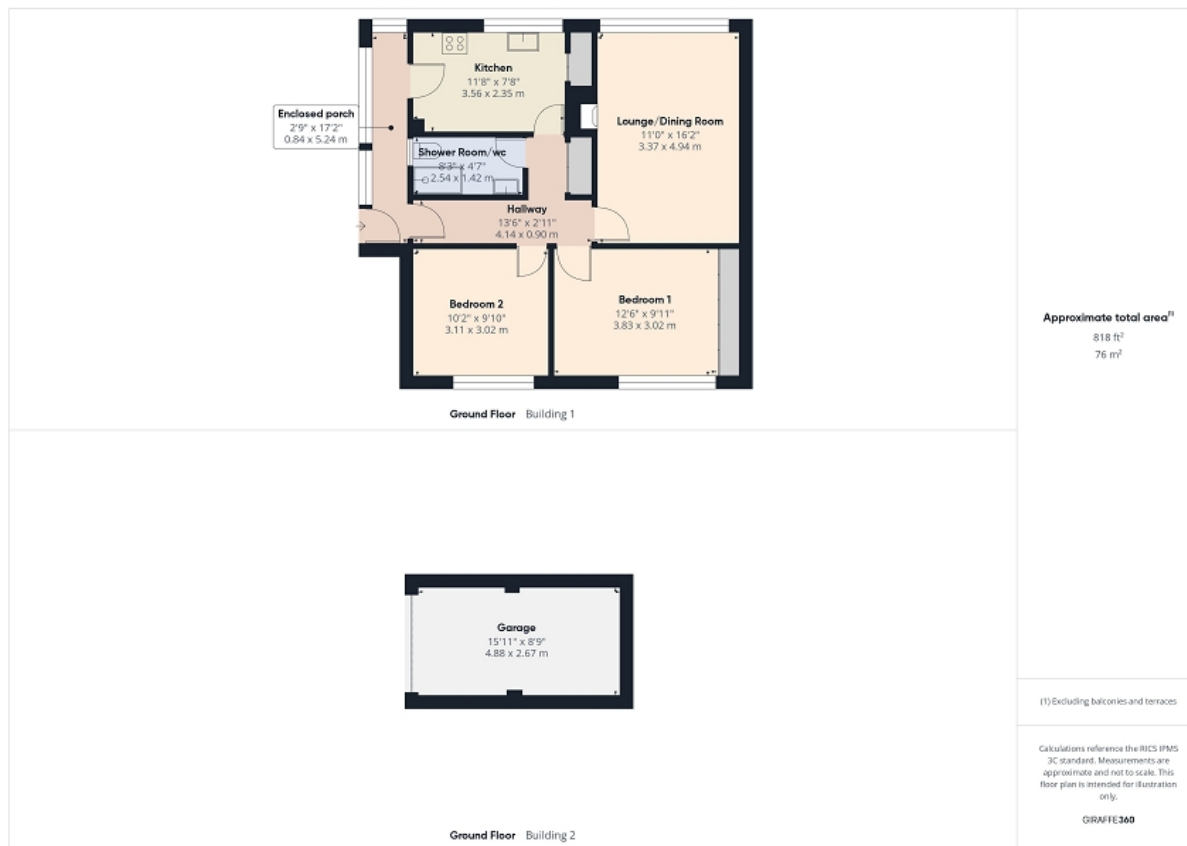 Kitchen
11'8" x 7'8"
3.56 x 2.35 m
Enclosed porch
2'9" x 17'2"
0.84 x 5.24 m
Lounge/Dining Room
11'0" x 16'2"
3.37 x 4.94 m
Shower Room/wc
8'3" x 4'7"
2.54 x 1.42 m
Hallway
13'6" x 2'11"
4.14 x 0.90 m
Bedroom 2
10'2" x 9'10"
3.11 x 3.02 m
Bedroom 1
12'6" x 9'11"
3.83 x 3.02 m
Ground Floor Building 1
Approximate total area(1)
818 ft²
76 m²
Garage
15'11" x 8'9"
4.88 x 2.67 m
Ground Floor Building 2
(1) Excluding balconies and terraces
Calculations reference the RICS IPMS
3C standard. Measurements are
approximate and not to scale. This
floor plan is intended for illustration
only.
GIRAFFE360